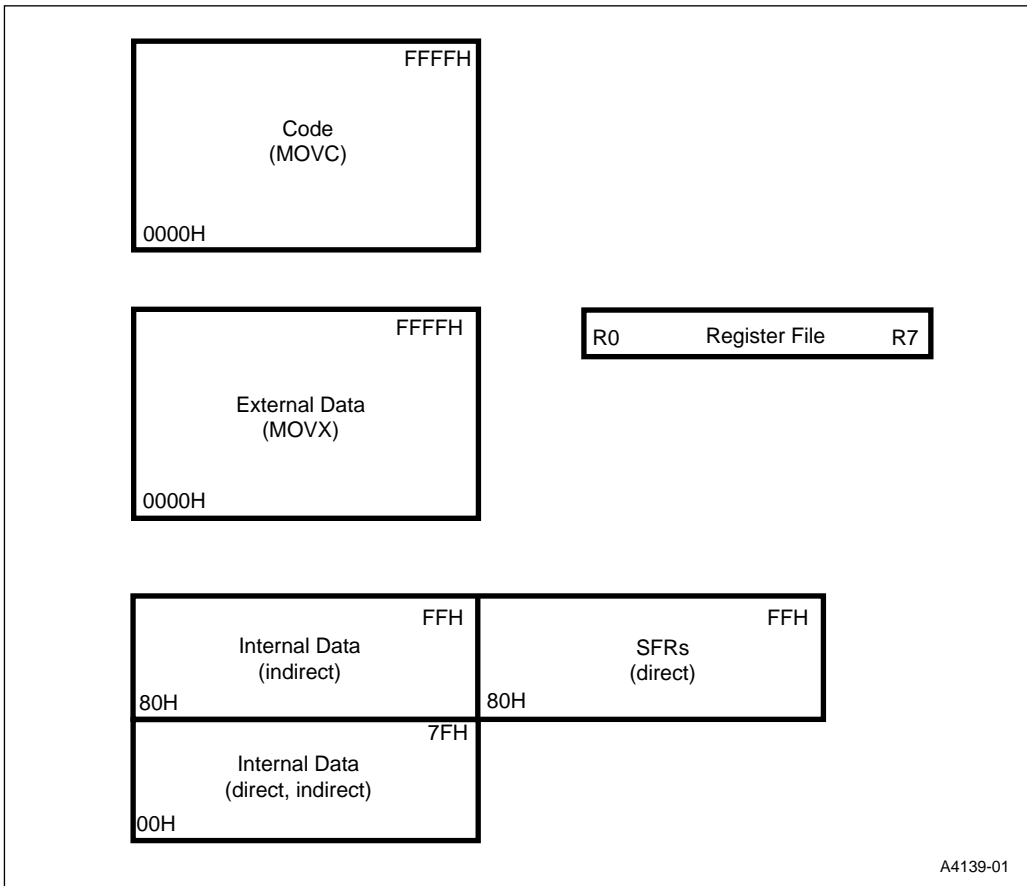 FFFFH
Code
(MOVC)
0000H
FFFFH
External Data
(MOVX)
0000H
R0 Register File R7
FFH
Internal Data
(indirect)
80H
FFH
SFRs
(direct)
80H
7FH
Internal Data
(direct, indirect)
00H
A4139-01